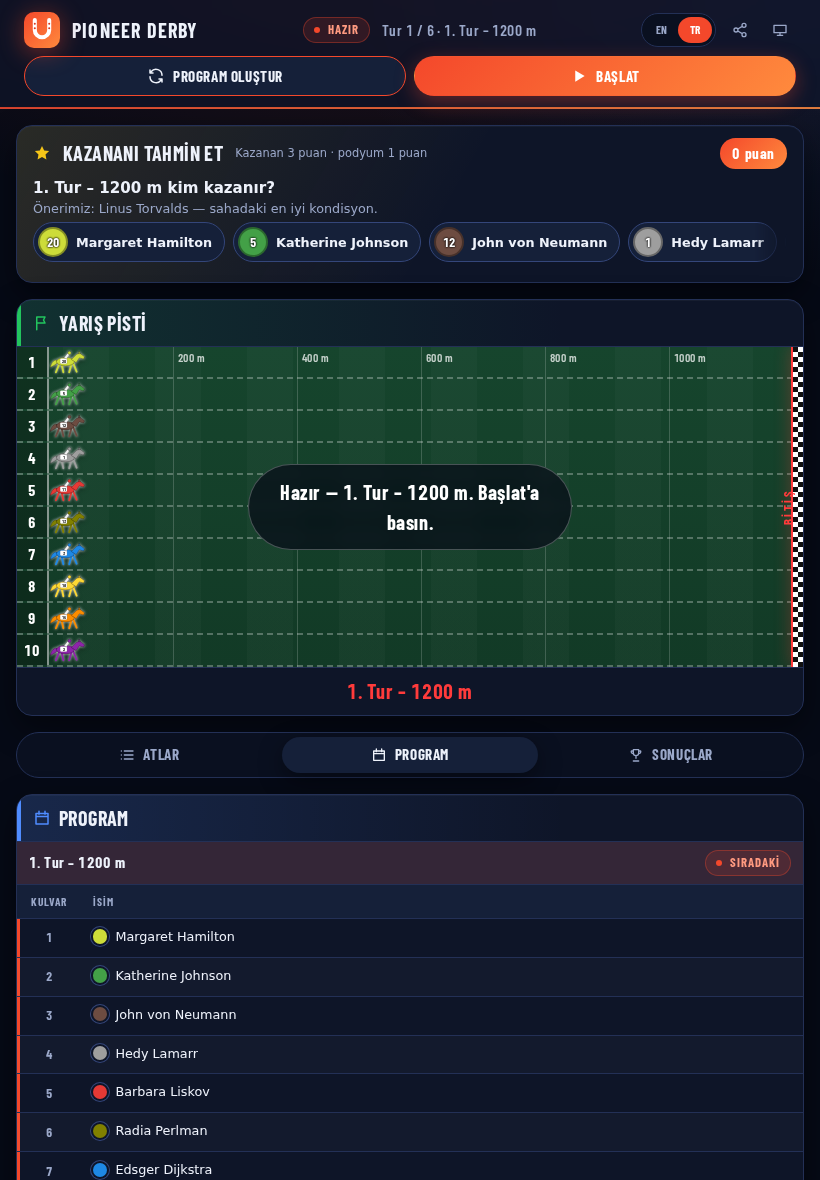 PIONEER DERBY
HAZIR
Tur 1 / 6 · 1. Tur – 1200 m
EN
TR
PROGRAM OLUŞTUR
BAŞLAT
KAZANANI TAHMİN ET
Kazanan 3 puan · podyum 1 puan
0 puan
1. Tur – 1200 m kim kazanır?
Önerimiz: Linus Torvalds — sahadaki en iyi kondisyon.
20 Margaret Hamilton
5 Katherine Johnson
12 John von Neumann
1 Hedy Lamarr
YARIŞ PİSTİ
200 m
400 m
600 m
800 m
1000 m
1
2
3
4
5
6
7
8
9
10
Hazır — 1. Tur – 1200 m. Başlat'a
basın.
BİTİŞ
1. Tur – 1200 m
ATLAR
PROGRAM
SONUÇLAR
PROGRAM
1. Tur – 1200 m
SIRADAKİ
KULVAR İSİM
1 Margaret Hamilton
2 Katherine Johnson
3 John von Neumann
4 Hedy Lamarr
5 Barbara Liskov
6 Radia Perlman
7 Edsger Dijkstra